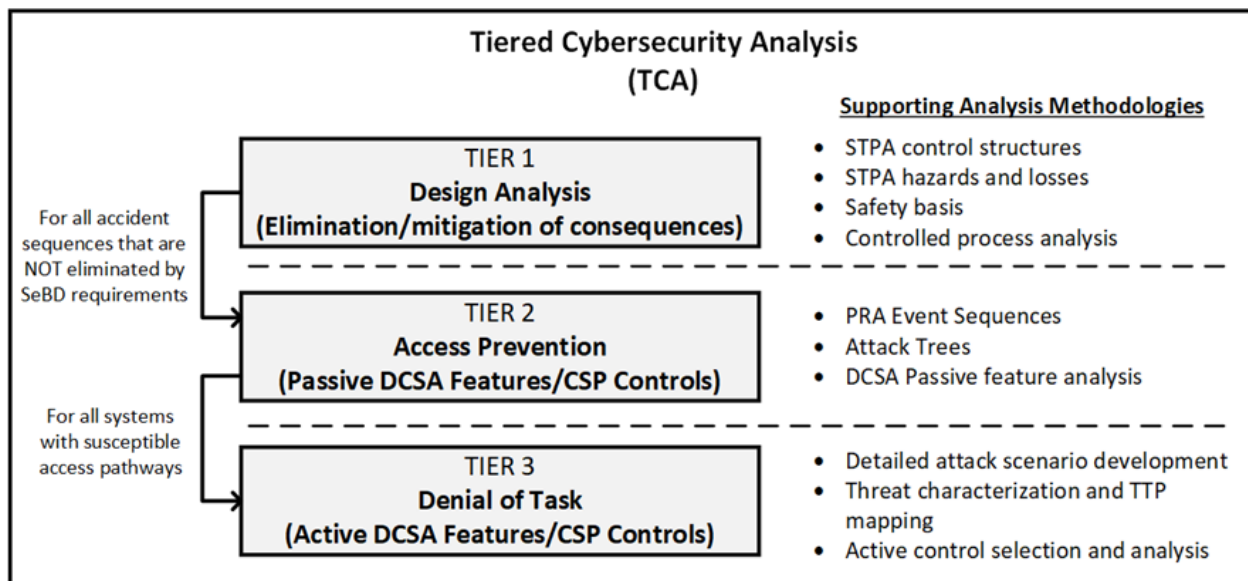 Tiered Cybersecurity Analysis
(TCA)
Supporting Analysis Methodologies
TIER 1
Design Analysis
(Elimination/mitigation of consequences)
• STPA control structures
• STPA hazards and losses
• Safety basis
• Controlled process analysis
For all accident
sequences that are
NOT eliminated by
SeBD requirements
TIER 2
Access Prevention
(Passive DCSA Features/CSP Controls)
• PRA Event Sequences
• Attack Trees
• DCSA Passive feature analysis
For all systems
with susceptible
access pathways
TIER 3
Denial of Task
(Active DCSA Features/CSP Controls)
• Detailed attack scenario development
• Threat characterization and TTP
mapping
• Active control selection and analysis